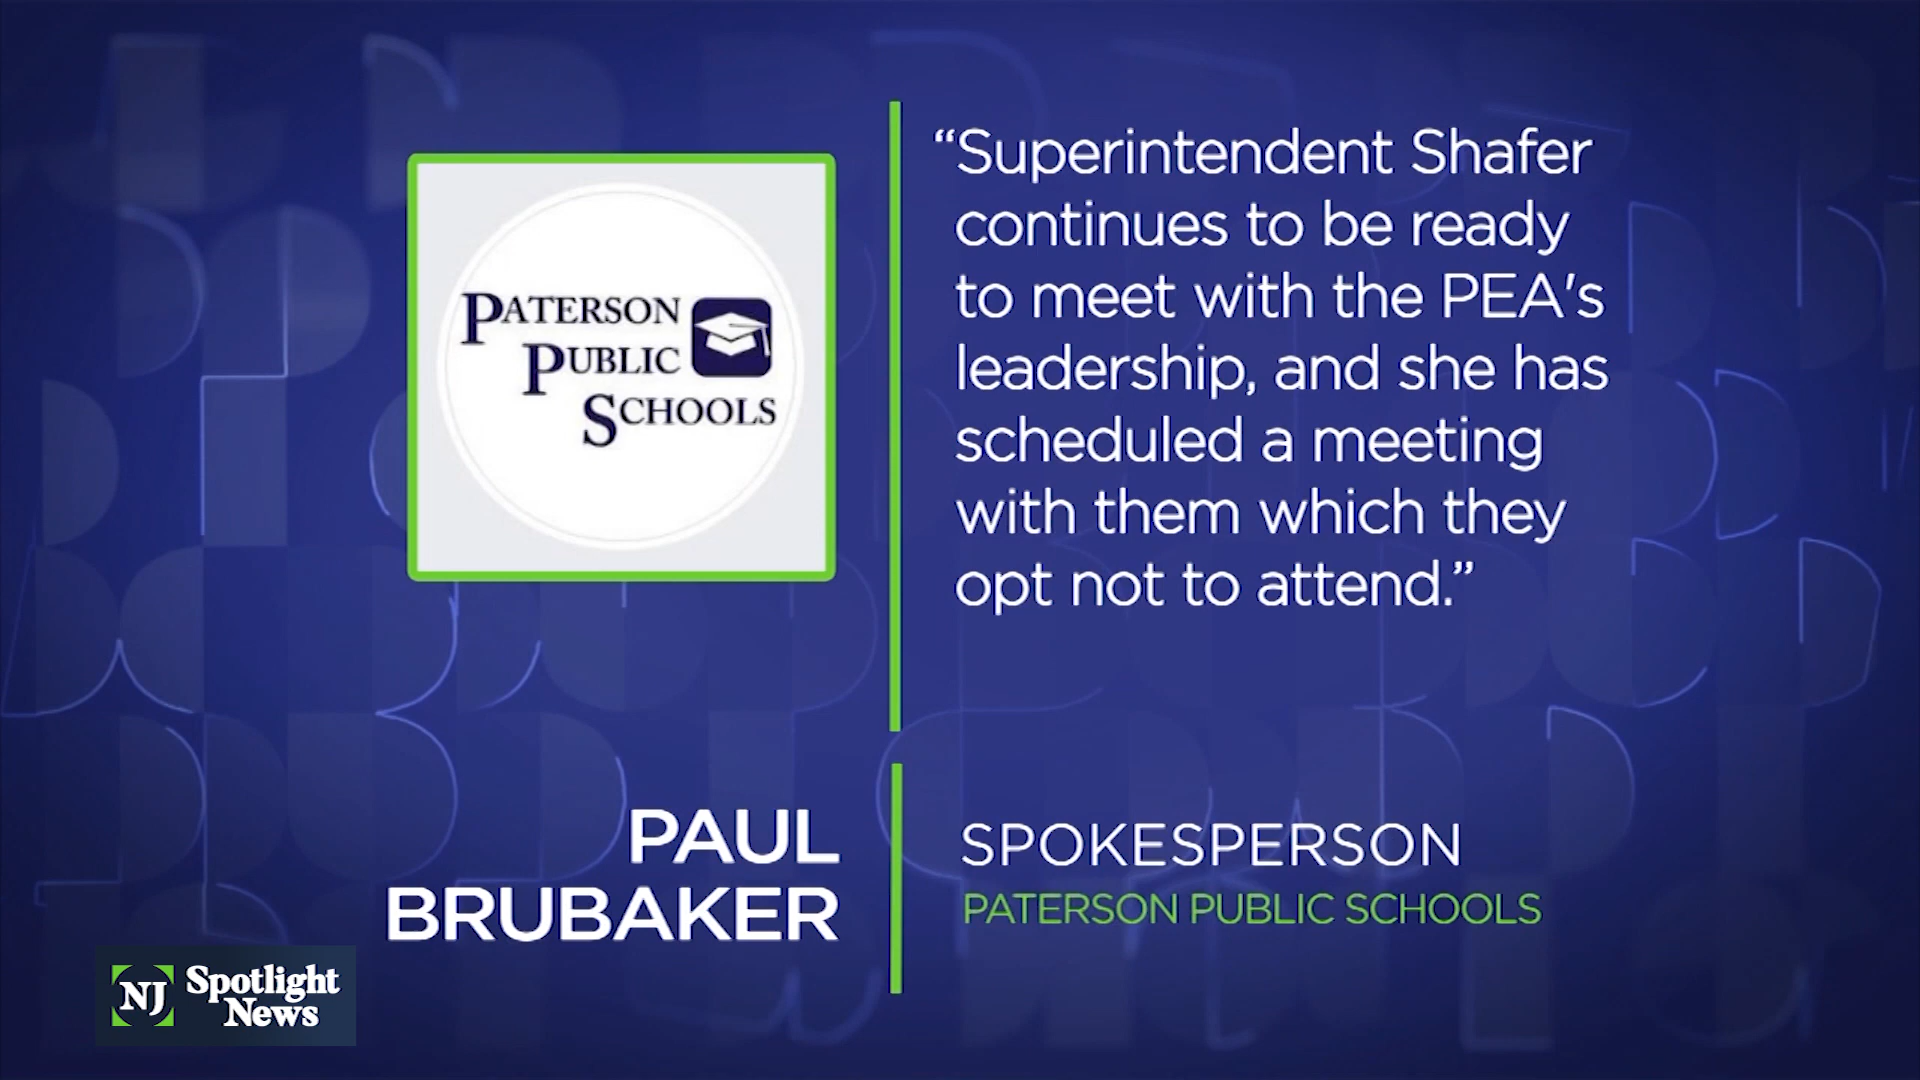 PATERSON
PUBLIC
SCHOOLS
“Superintendent Shafer
continues to be ready
to meet with the PEA's
leadership, and she has
scheduled a meeting
with them which they
opt not to attend.”
PAUL
BRUBAKER
SPOKESPERSON
PATERSON PUBLIC SCHOOLS
NJ
Spotlight
News